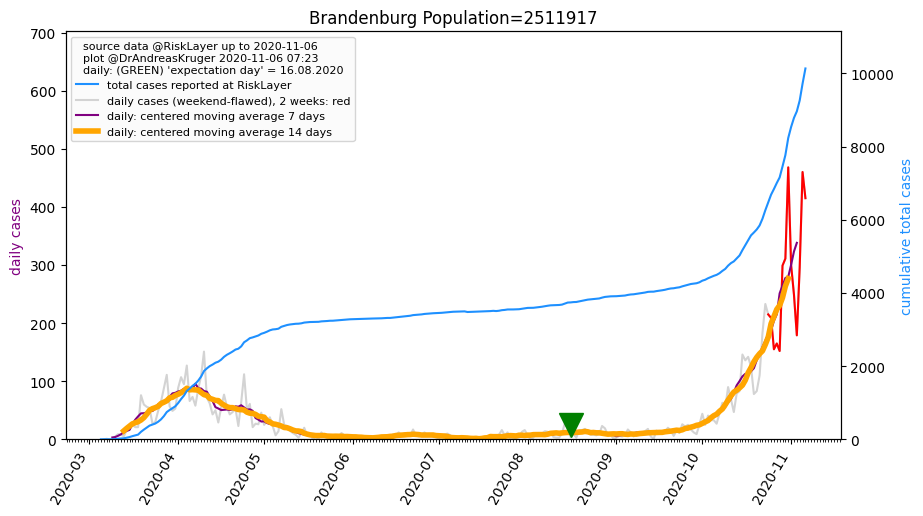 Brandenburg Population=2511917
source data @RiskLayer up to 2020-11-06
plot @DrAndreasKruger 2020-11-06 07:23
daily: (GREEN) 'expectation day' = 16.08.2020
total cases reported at RiskLayer
daily cases (weekend-flawed), 2 weeks: red
daily: centered moving average 7 days
daily: centered moving average 14 days
daily cases
700
600
500
400
300
200
100
0
cumulative total cases
10000
8000
6000
4000
2000
0
2020-03
2020-04
2020-05
2020-06
2020-07
2020-08
2020-09
2020-10
2020-11